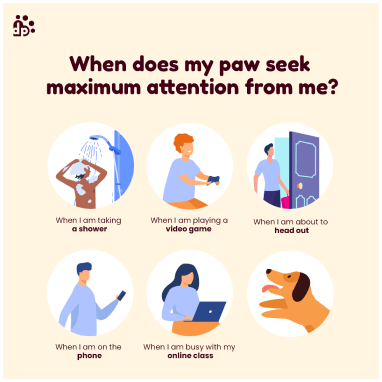 When does my paw seek
maximum attention from me?
When I am taking
a shower
When I am playing a
video game
When I am about to
head out
When I am on the
phone
When I am busy with my
online class